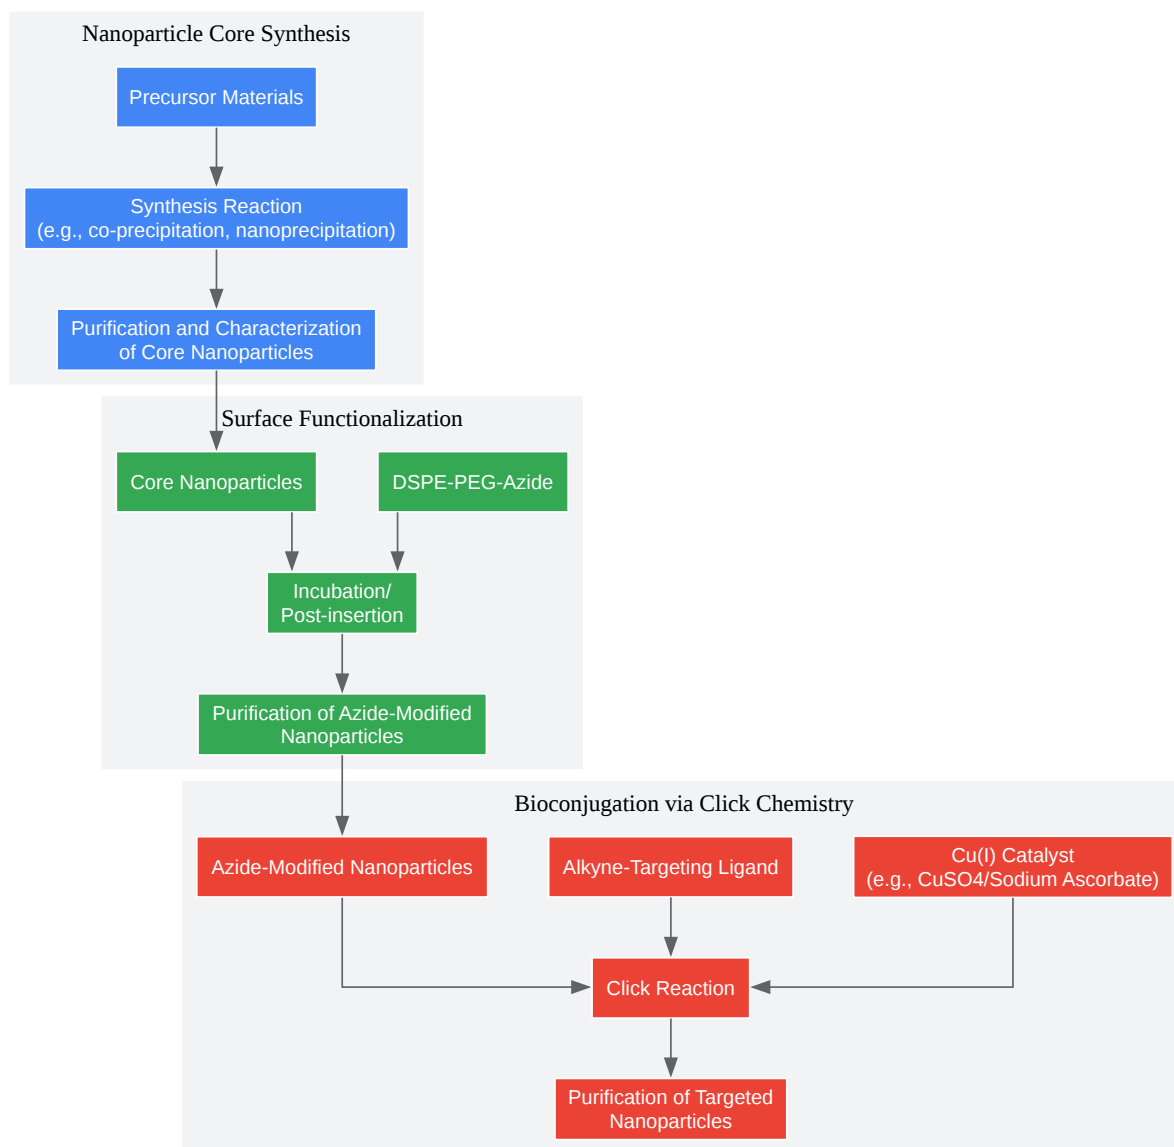 Nanoparticle Core Synthesis
Precursor Materials
Synthesis Reaction
(e.g., co-precipitation, nanoprecipitation)
Purification and Characterization
of Core Nanoparticles
Surface Functionalization
Core Nanoparticles
DSPE-PEG-Azide
Incubation/
Post-insertion
Purification of Azide-Modified
Nanoparticles
Bioconjugation via Click Chemistry
Azide-Modified Nanoparticles
Alkyne-Targeting Ligand
Cu(I) Catalyst
(e.g., CuSO4/Sodium Ascorbate)
Click Reaction
Purification of Targeted
Nanoparticles